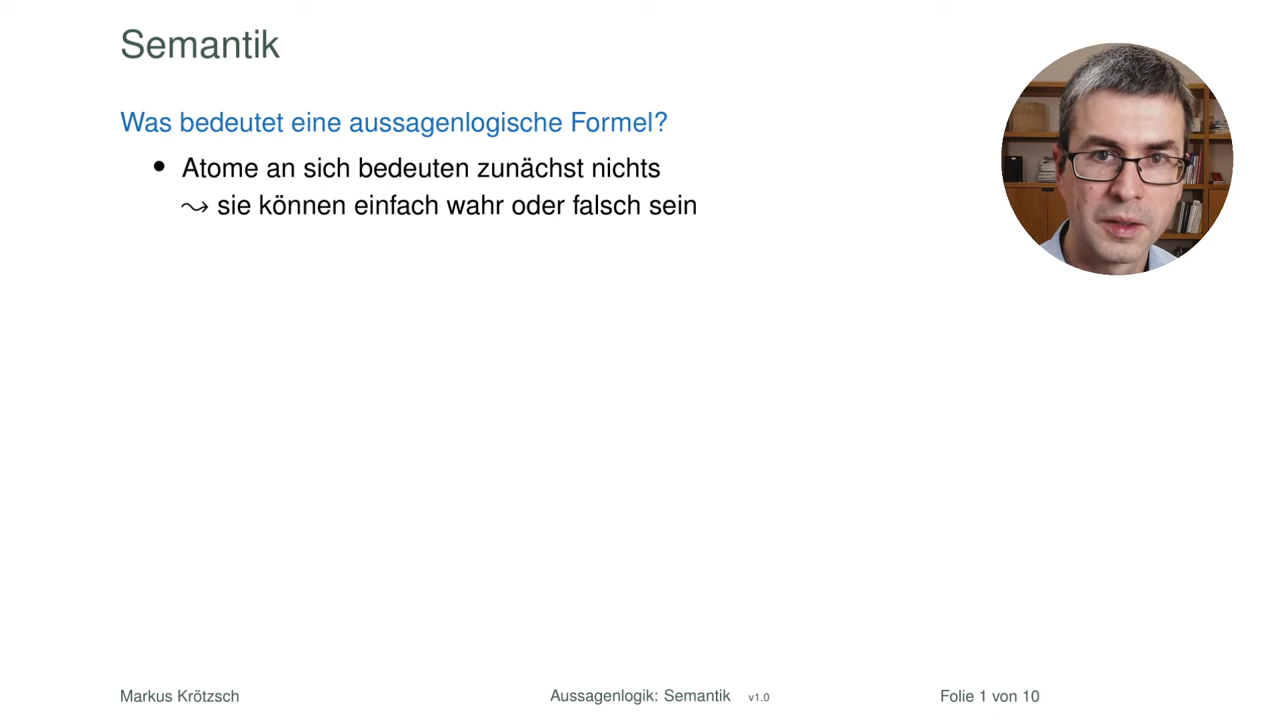 Semantik
Was bedeutet eine aussagenlogische Formel?
• Atome an sich bedeuten zunächst nichts
⤳ sie können einfach wahr oder falsch sein
Markus Krötzsch Aussagenlogik: Semantik v1.0 Folie 1 von 10